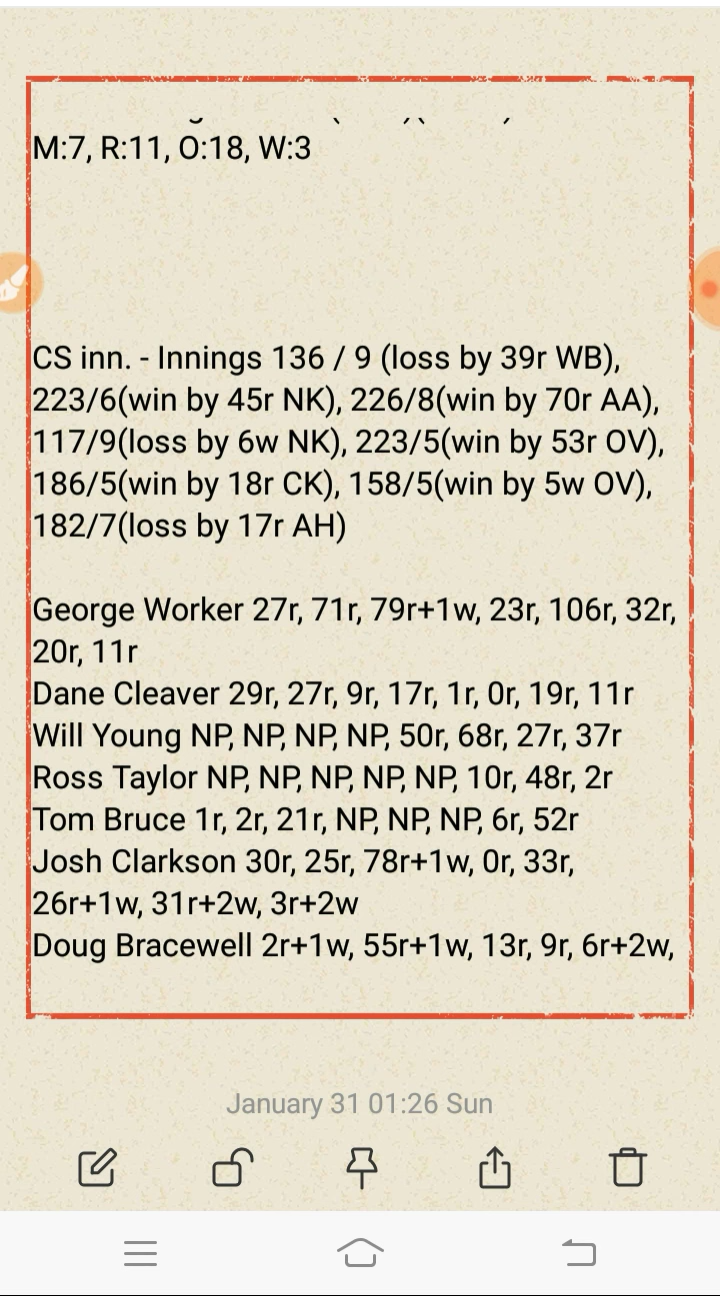 M:7, R:11, O:18, W:3
CS inn. - Innings 136 / 9 (loss by 39r WB),
223/6(win by 45r NK), 226/8(win by 70r AA),
117/9(loss by 6w NK), 223/5(win by 53r OV),
186/5(win by 18r CK), 158/5(win by 5w OV),
182/7(loss by 17r AH)
George Worker 27r, 71r, 79r+1w, 23r, 106r, 32r,
20r, 11r
Dane Cleaver 29r, 27r, 9r, 17r, 1r, 0r, 19r, 11r
Will Young NP, NP, NP, NP, 50r, 68r, 27r, 37r
Ross Taylor NP, NP, NP, NP, NP, 10r, 48r, 2r
Tom Bruce 1r, 2r, 21r, NP, NP, NP, 6r, 52r
Josh Clarkson 30r, 25r, 78r+1w, 0r, 33r,
26r+1w, 31r+2w, 3r+2w
Doug Bracewell 2r+1w, 55r+1w, 13r, 9r, 6r+2w,
January 31 01:26 Sun